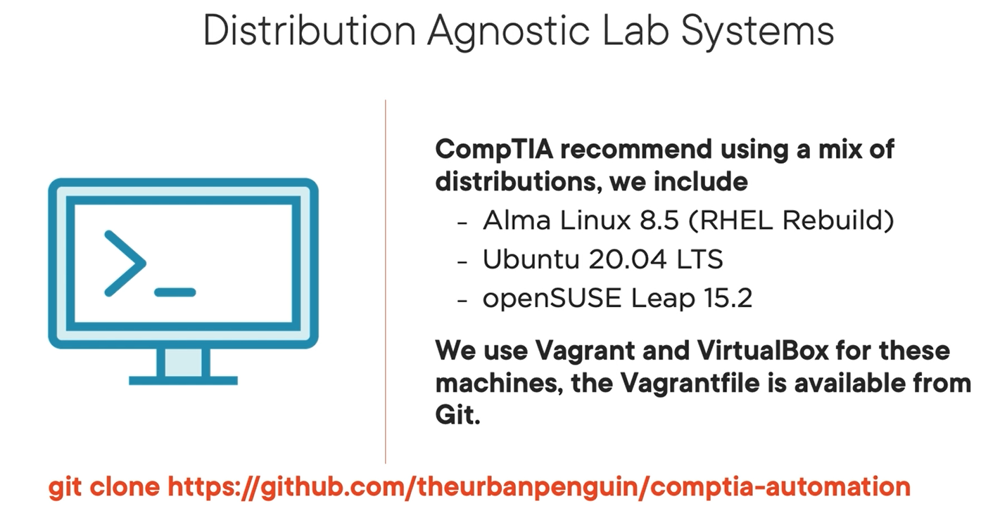 Distribution Agnostic Lab Systems
CompTIA recommend using a mix of
distributions, we include
- Alma Linux 8.5 (RHEL Rebuild)
- Ubuntu 20.04 LTS
- openSUSE Leap 15.2
We use Vagrant and VirtualBox for these
machines, the Vagrantfile is available from
Git.
>_
git clone https://github.com/theurbanpenguin/comptia-automation